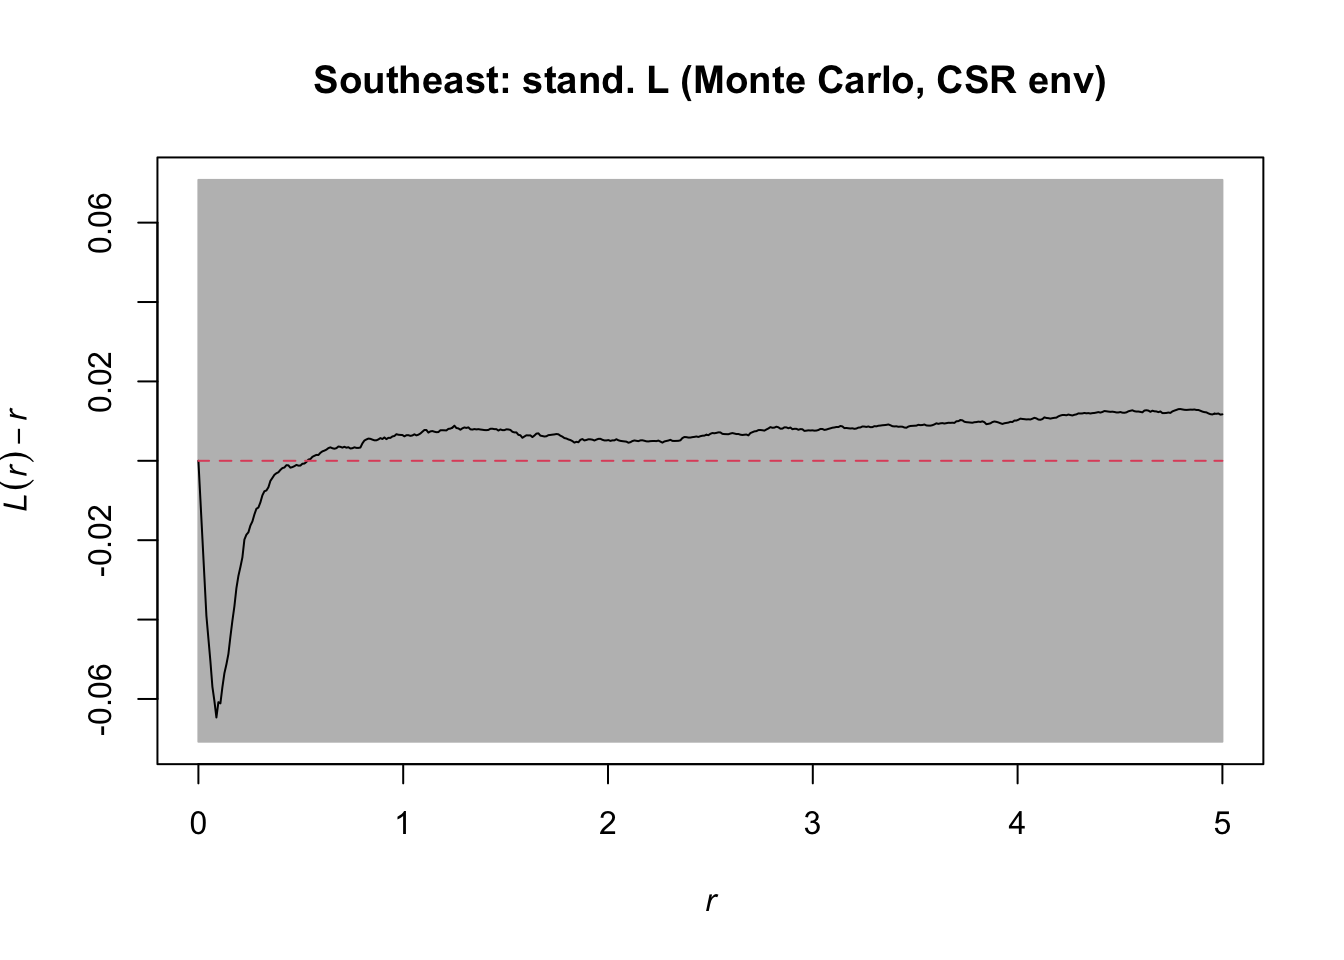 Southeast: stand. L (Monte Carlo, CSR env)
L(r) − r
0.06
0.02
-0.02
-0.06
0 1 2 3 4 5
r